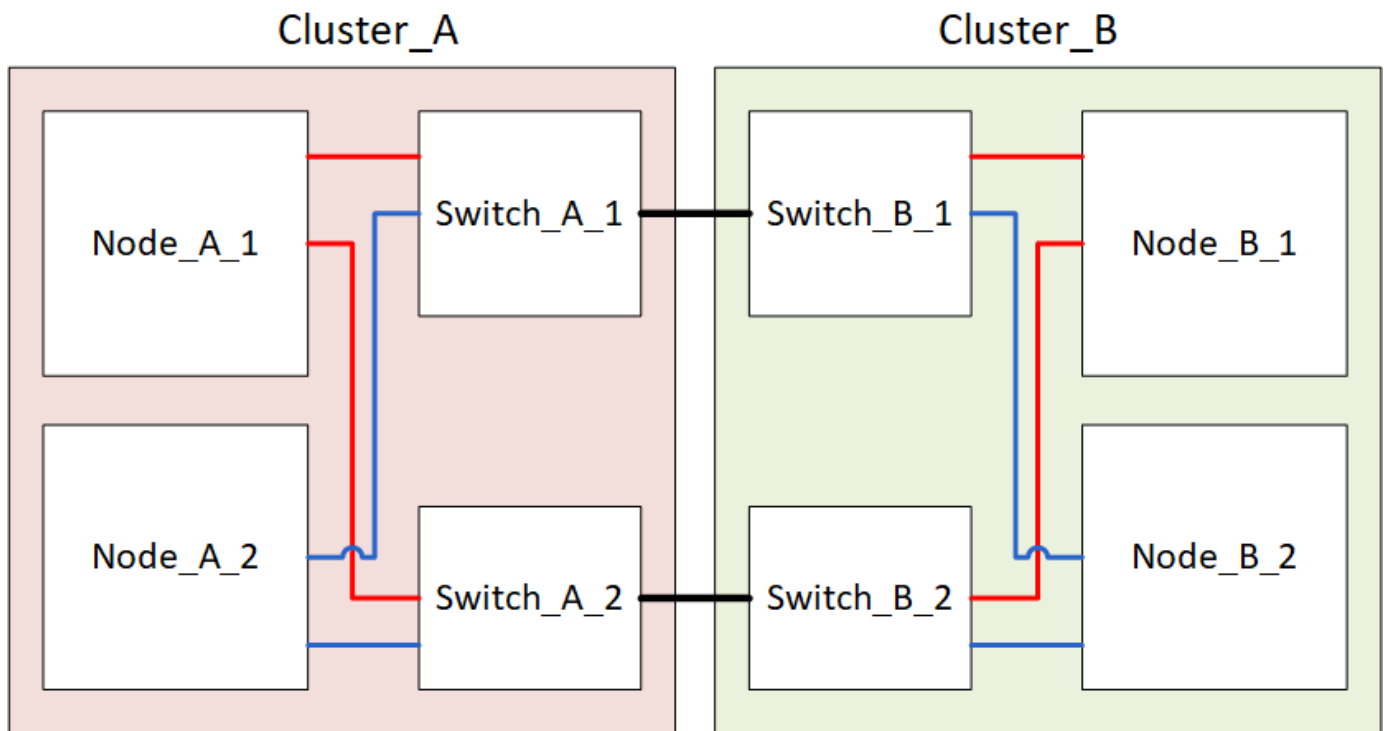 Cluster_A
Cluster_B
Node_A_1
Switch_A_1
Switch_B_1
Node_B_1
Node_A_2
Switch_A_2
Switch_B_2
Node_B_2